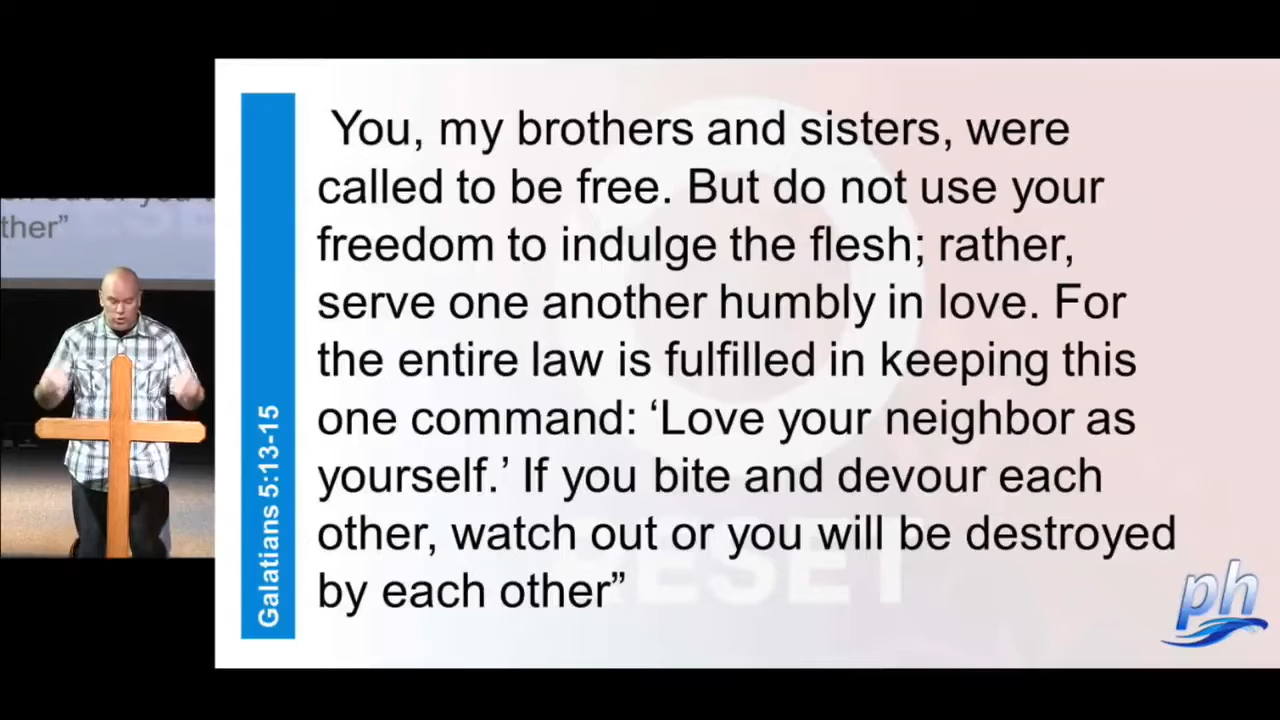 You, my brothers and sisters, were
called to be free. But do not use your
freedom to indulge the flesh; rather,
serve one another humbly in love. For
the entire law is fulfilled in keeping this
one command: ‘Love your neighbor as
yourself.’ If you bite and devour each
other, watch out or you will be destroyed
by each other”
Galatians 5:13-15
RESET
ph
ther”